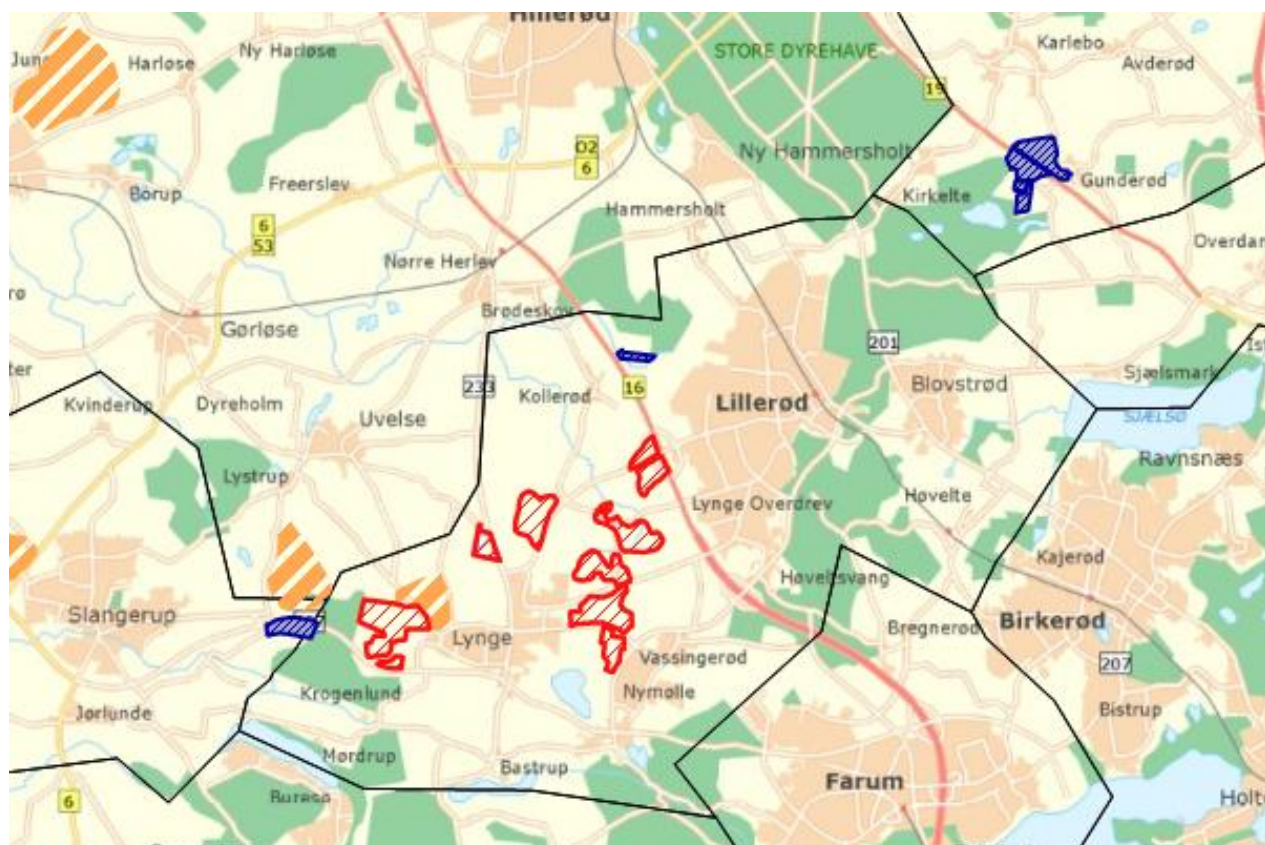 Hillerød
Karlebo
Ny Harløse
STORE DYREHAVE
Harløse
Avderød
19
O2
6
Ny Hammersholt
Freerslev
Gunderød
Borup
Kirkelte
Hammersholt
6
53
Nørre Herlev
Brødeskov
Gørløse
201
Sjælsmark
233
16
Kollerød
Blovstrød
Kvinderup
Dyreholm
Lillerød
Uvelse
SJÆLSØ
Ravnsnæs
Lystrup
Lynge Overdrev
Høvelte
Kajerød
Høveltsvang
Slangerup
Lynge
Bregnerød
Birkerød
Vassingerød
207
Krogenlund
Nymølle
Jørlunde
Bistrup
Mørdrup
Bastrup
Farum
6
Buresø